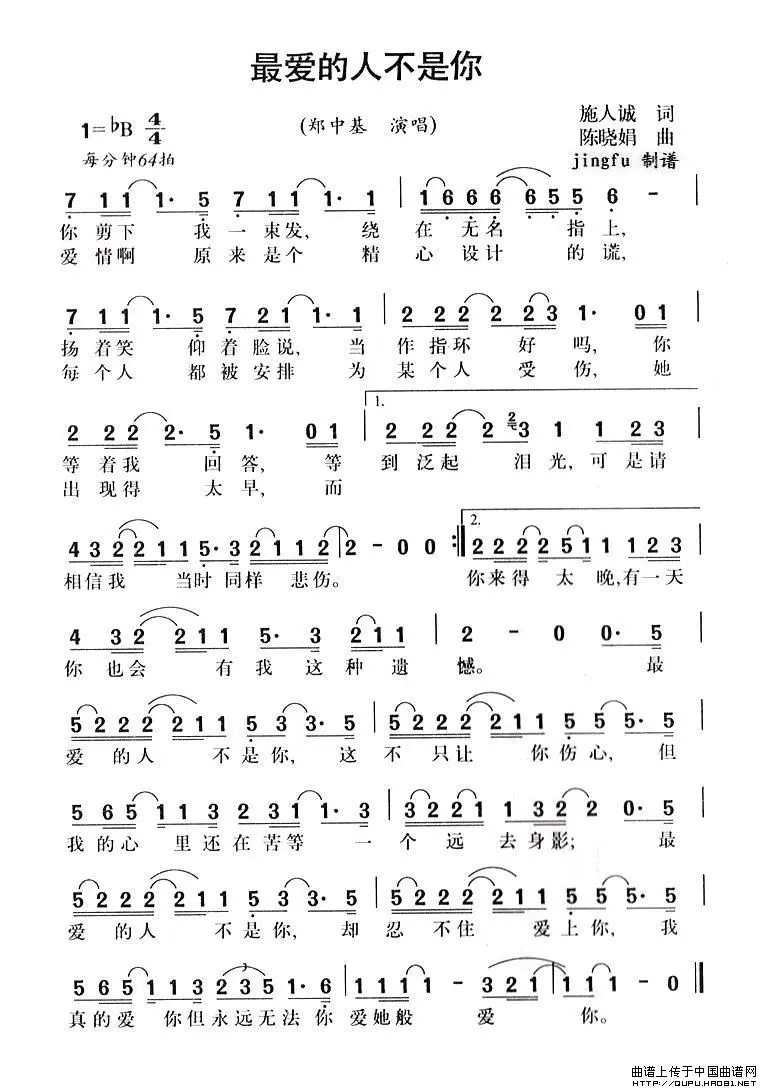 最爱的人不是你
1=♭B 4/4
(郑中基 演唱)
施人诚 词
陈晓娟 曲
每分钟64拍
jingfu 制谱
7 1 1 1· 5 7 1 1 1· 1 | 1 6 6 6 6 6 5 5 6 – |
你 剪下 我 一 束发, 绕 在 无名 指上,
爱 情啊 原 来 是个 精 心 设计 的 谎,
7 1 1 1· 5 7 2 1 1· 1 | 2 2 2 2 2 3 1· 0 1 |
扬 着笑 仰 着 脸说, 当 作 指环 好 吗, 你
每 个人 都 被 安排 为 某 个人 受 伤, 她
2 2 2 2· 5 1· 0 1 | 1. 2 2 2 2 2 3 1 1 2 3 |
等 着我 回 答, 等 到 泛起 泪 光, 可 是请
出 现得 太 早, 而
4 3 2 2 1 1 5· 3 2 1 1 2 | 2 – 0 0 :| 2. 2 2 2 2 5 1 1 1 2 3 |
相信我 当时 同样 悲伤。 你来得 太 晚,有一天
4 3 2 2 1 1 5· 3 2 1 1 | 2 – 0 0· 5 |
你 也会 有 我 这 种 遗 憾。 最
5 2 2 2 2 2 1 1 5 3 3· 5 | 5 2 2 2 2 2 1 1 5 5 5· 5 |
爱 的 人 不 是 你, 这 不 只让 你 伤心, 但
5 6 5 1 1 3 2 3 1 1· 3 | 3 2 2 1 1 3 2 2 0· 5 |
我的心 里还在苦等 一 个 远 去身影; 最
5 2 2 2 2 2 1 1 5 3 3· 5 | 5 2 2 2 2 2 1 1 5 5 5· 5 |
爱 的 人 不 是 你, 却 忍 不住 爱 上 你, 我
5 6 5 1 1 1 2 3 5 1· 6 | 1 1 1 1 – 3 2 1 | 1 1 1 – 0 ‖
真的爱 你但永远无法 你 爱她般 爱 你。
曲谱上传于中国曲谱网
HTTP://QUPU.HAO81.NET